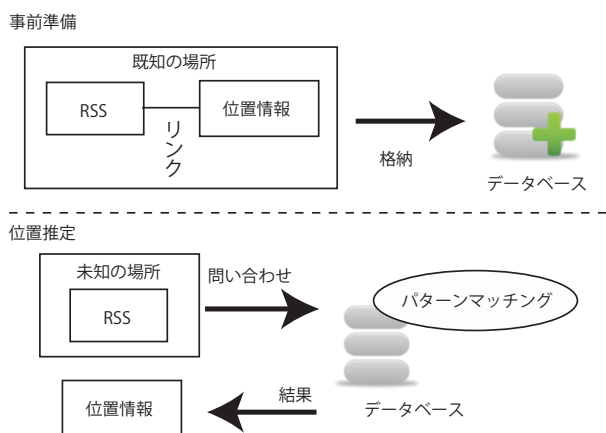 事前準備
既知の場所
RSS
リンク
位置情報
格納
データベース
位置推定
未知の場所
RSS
問い合わせ
パターンマッチング
データベース
結果
位置情報